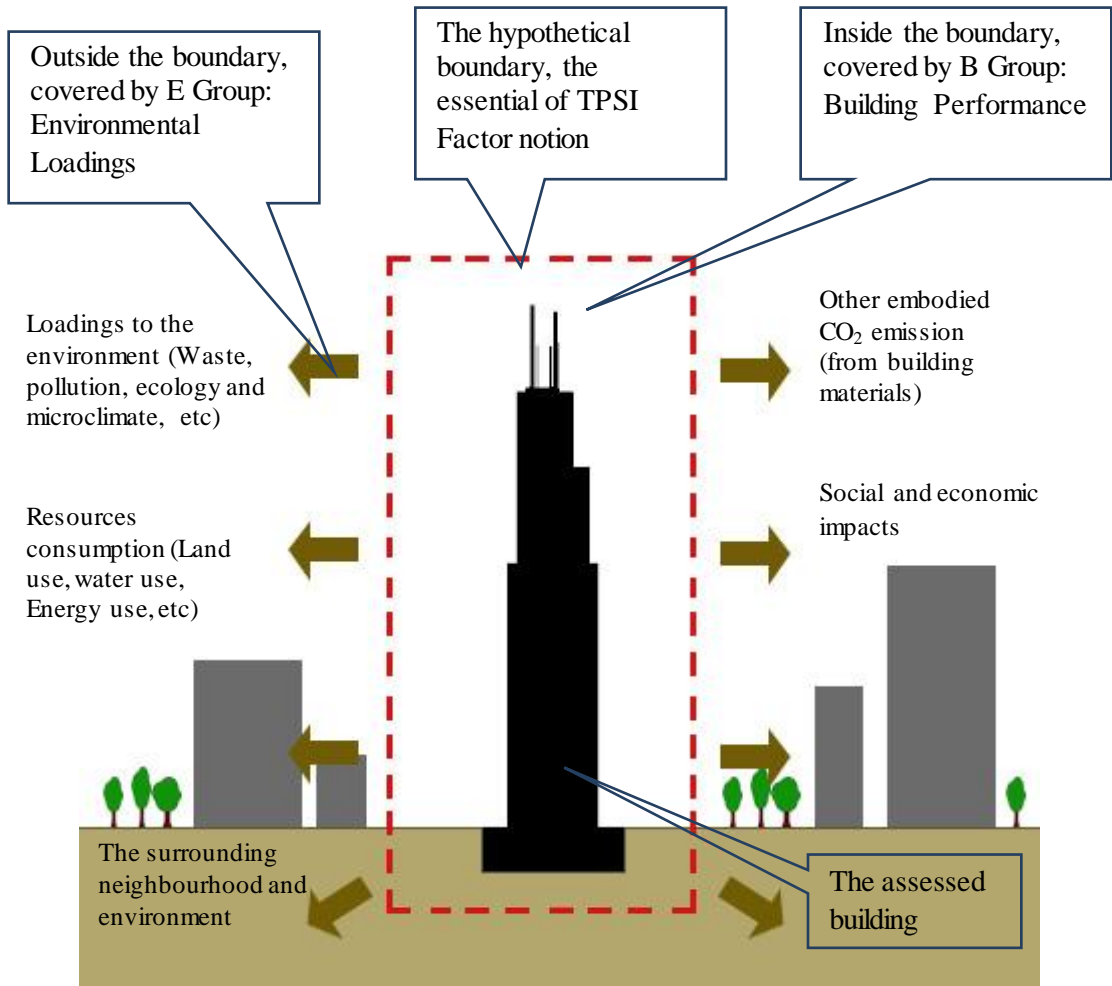 Outside the boundary,
covered by E Group:
Environmental
Loadings
The hypothetical
boundary, the
essential of TPSI
Factor notion
Inside the boundary,
covered by B Group:
Building Performance
Loadings to the
environment (Waste,
pollution, ecology and
microclimate, etc)
Other embodied
CO₂ emission
(from building
materials)
Resources
consumption (Land
use, water use,
Energy use, etc)
Social and economic
impacts
The surrounding
neighbourhood and
environment
The assessed
building